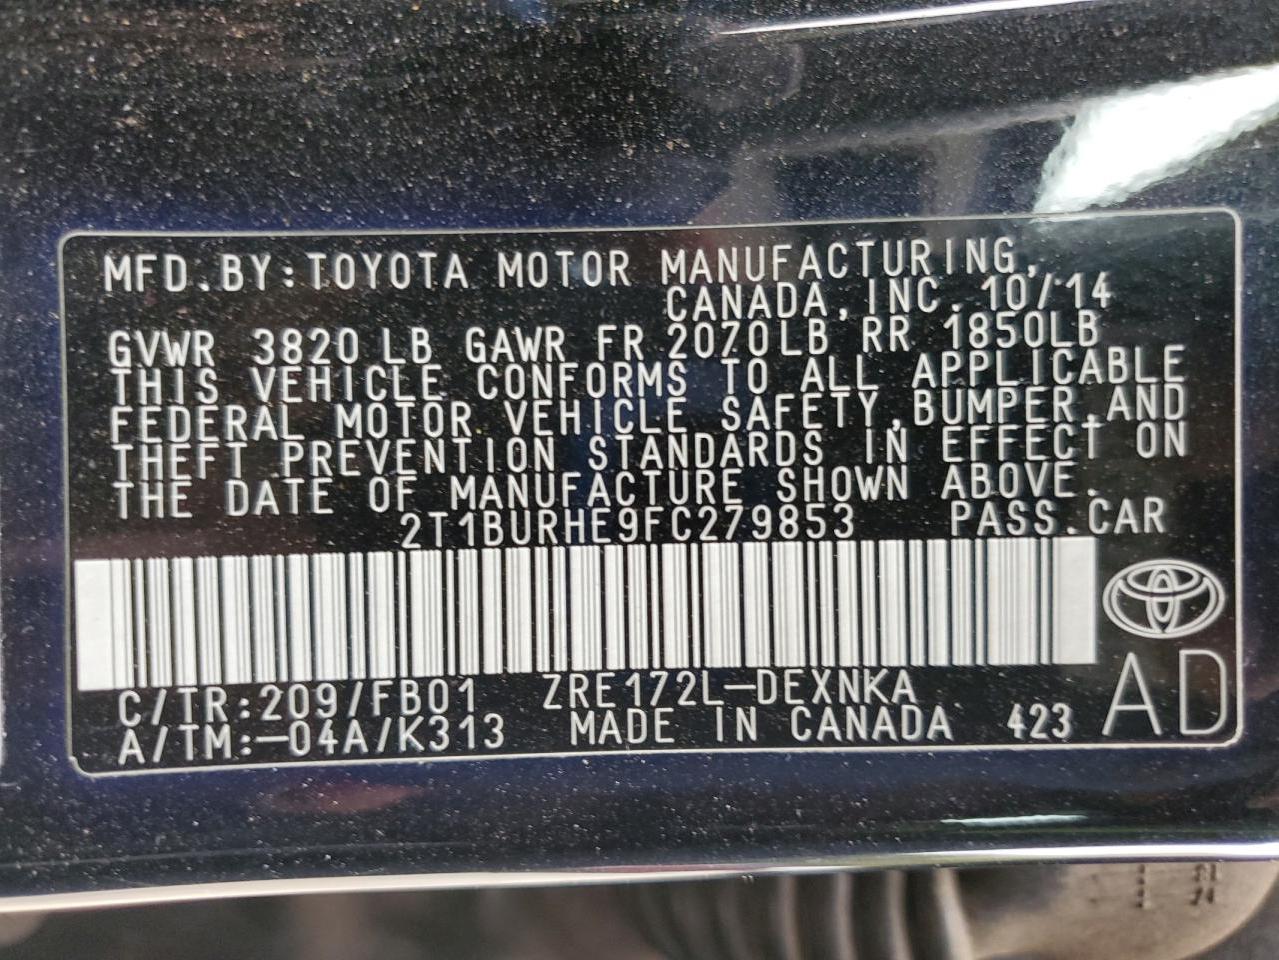 MFD.BY:TOYOTA MOTOR MANUFACTURING,
CANADA,INC. 10/14
GVWR 3820LB GAWR FR 2070LB RR 1850LB
THIS VEHICLE CONFORMS TO ALL APPLICABLE
FEDERAL MOTOR VEHICLE SAFETY,BUMPER,AND
THEFT PREVENTION STANDARDS IN EFFECT ON
THE DATE OF MANUFACTURE SHOWN ABOVE.
2T1BURHE9FC279853 PASS.CAR
C/TR:209/FB01 ZRE172L-DEXNKA
A/TM:-04A/K313 MADE IN CANADA 423 AD